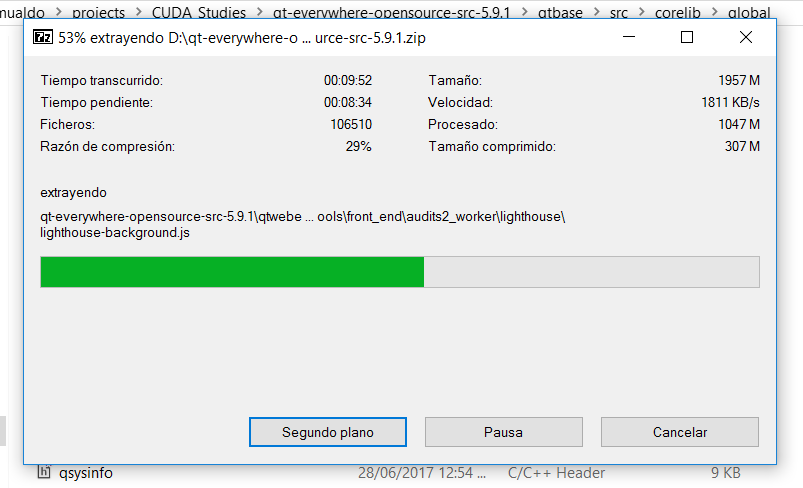 mualdo > projects > CUDA_Studies > qt-everywhere-opensource-src-5.9.1 > qtbase > src > corelib > global
7z 53% extrayendo D:\qt-everywhere-o ... urce-src-5.9.1.zip
Tiempo transcurrido: 00:09:52 Tamaño: 1957 M
Tiempo pendiente: 00:08:34 Velocidad: 1811 KB/s
Ficheros: 106510 Procesado: 1047 M
Razón de compresión: 29% Tamaño comprimido: 307 M
extrayendo
qt-everywhere-opensource-src-5.9.1\qtwebe ... ools\front_end\audits2_worker\lighthouse\
lighthouse-background.js
Segundo plano Pausa Cancelar
qsysinfo 28/06/2017 12:54 ... C/C++ Header 9 KB